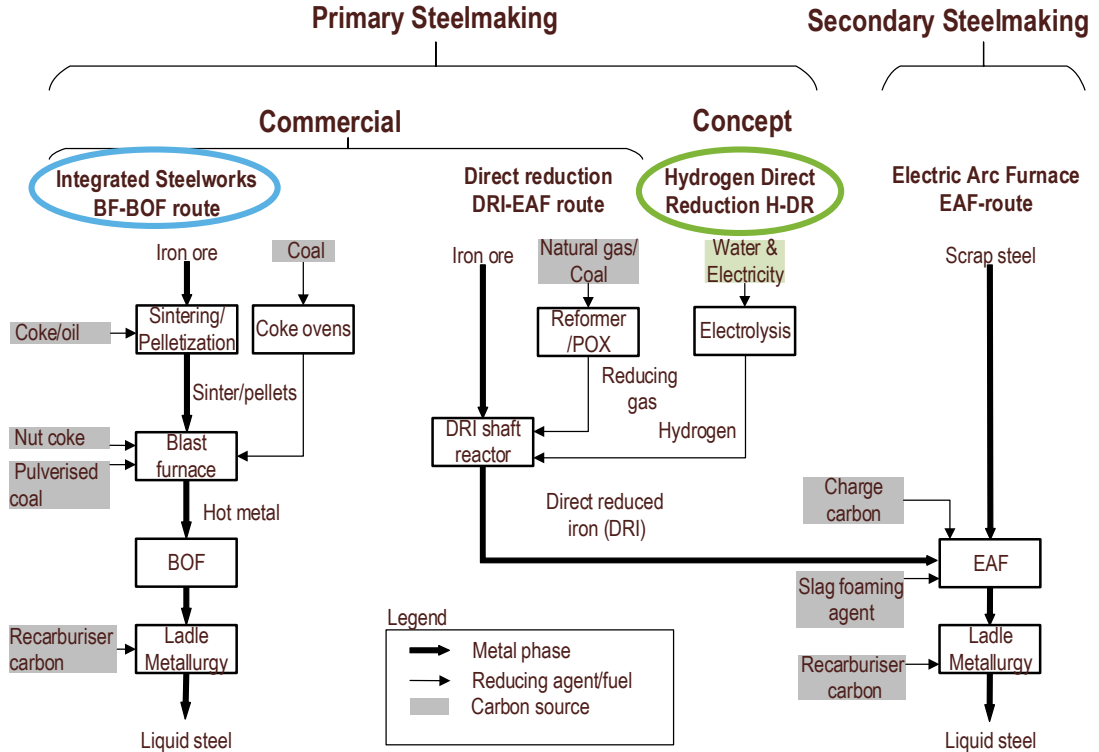 Primary Steelmaking
Secondary Steelmaking
Commercial
Concept
Integrated Steelworks
BF-BOF route
Direct reduction
DRI-EAF route
Hydrogen Direct
Reduction H-DR
Electric Arc Furnace
EAF-route
Iron ore
Coal
Iron ore
Natural gas/
Coal
Water &
Electricity
Scrap steel
Coke/oil
Sintering/
Pelletization
Coke ovens
Reformer
/POX
Electrolysis
Sinter/pellets
Reducing
gas
Nut coke
Pulverised
coal
Blast
furnace
DRI shaft
reactor
Hydrogen
Hot metal
Direct reduced
iron (DRI)
Charge
carbon
BOF
EAF
Slag foaming
agent
Recarburiser
carbon
Ladle
Metallurgy
Legend
Metal phase
Reducing agent/fuel
Carbon source
Recarburiser
carbon
Ladle
Metallurgy
Liquid steel
Liquid steel